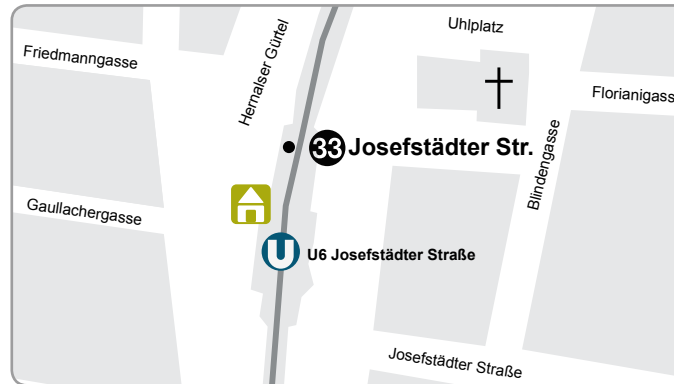 Uhlplatz
Friedmanngasse
Hernalser Gürtel
Florianigass
33 Josefstädter Str.
Blindengasse
Gaullachergasse
U U6 Josefstädter Straße
Josefstädter Straße